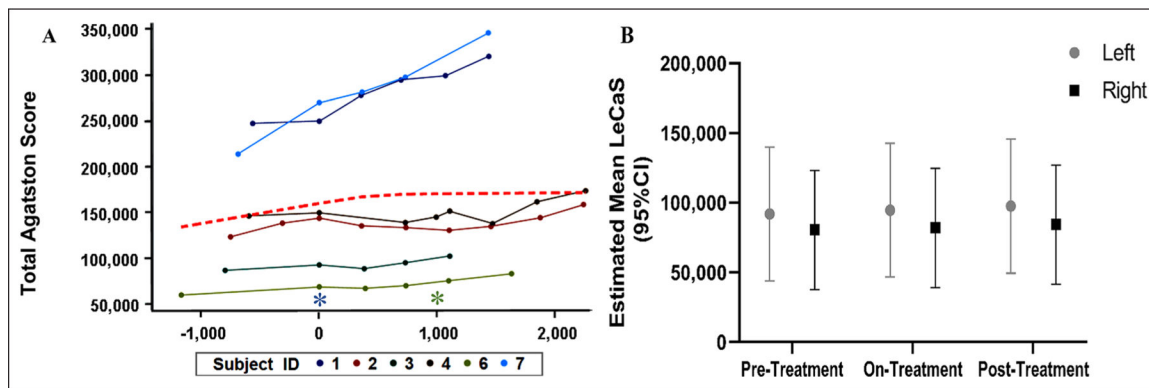 A
Total Agatston Score
350,000
300,000
250,000
200,000
150,000
100,000
50,000
*
*
-1,000
0
1,000
2,000
Subject ID 1 2 3 4 6 7
B
Estimated Mean LeCaS
(95%CI)
200,000
150,000
100,000
50,000
0
Pre-Treatment
On-Treatment
Post-Treatment
Left
Right